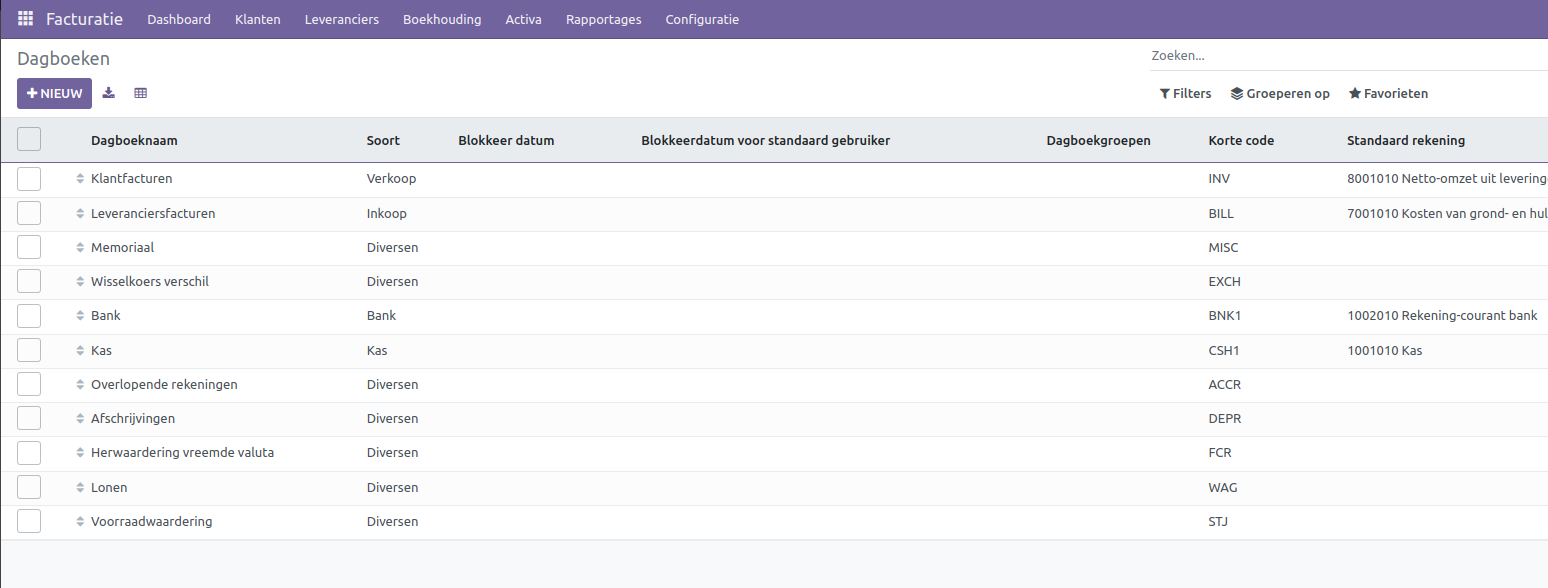 Facturatie Dashboard Klanten Leveranciers Boekhouding Activa Rapportages Configuratie
Dagboeken Zoeken...
NIEUW Filters Groeperen op Favorieten
Dagboeknaam Soort Blokkeer datum Blokkeerdatum voor standaard gebruiker Dagboekgroepen Korte code Standaard rekening
Klantfacturen Verkoop INV 8001010 Netto-omzet uit levering
Leveranciersfacturen Inkoop BILL 7001010 Kosten van grond- en hul
Memoriaal Diversen MISC
Wisselkoers verschil Diversen EXCH
Bank Bank BNK1 1002010 Rekening-courant bank
Kas Kas CSH1 1001010 Kas
Overlopende rekeningen Diversen ACCR
Afschrijvingen Diversen DEPR
Herwaardering vreemde valuta Diversen FCR
Lonen Diversen WAG
Voorraadwaardering Diversen STJ